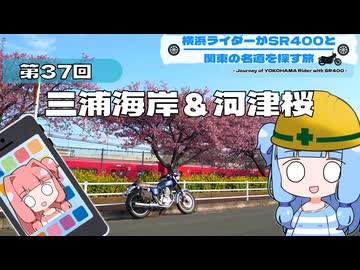 横浜ライダーがSR400と
関東の名道を探す旅
- Journey of YOKOHAMA Rider with SR400 -
第37回
三浦海岸&河津桜